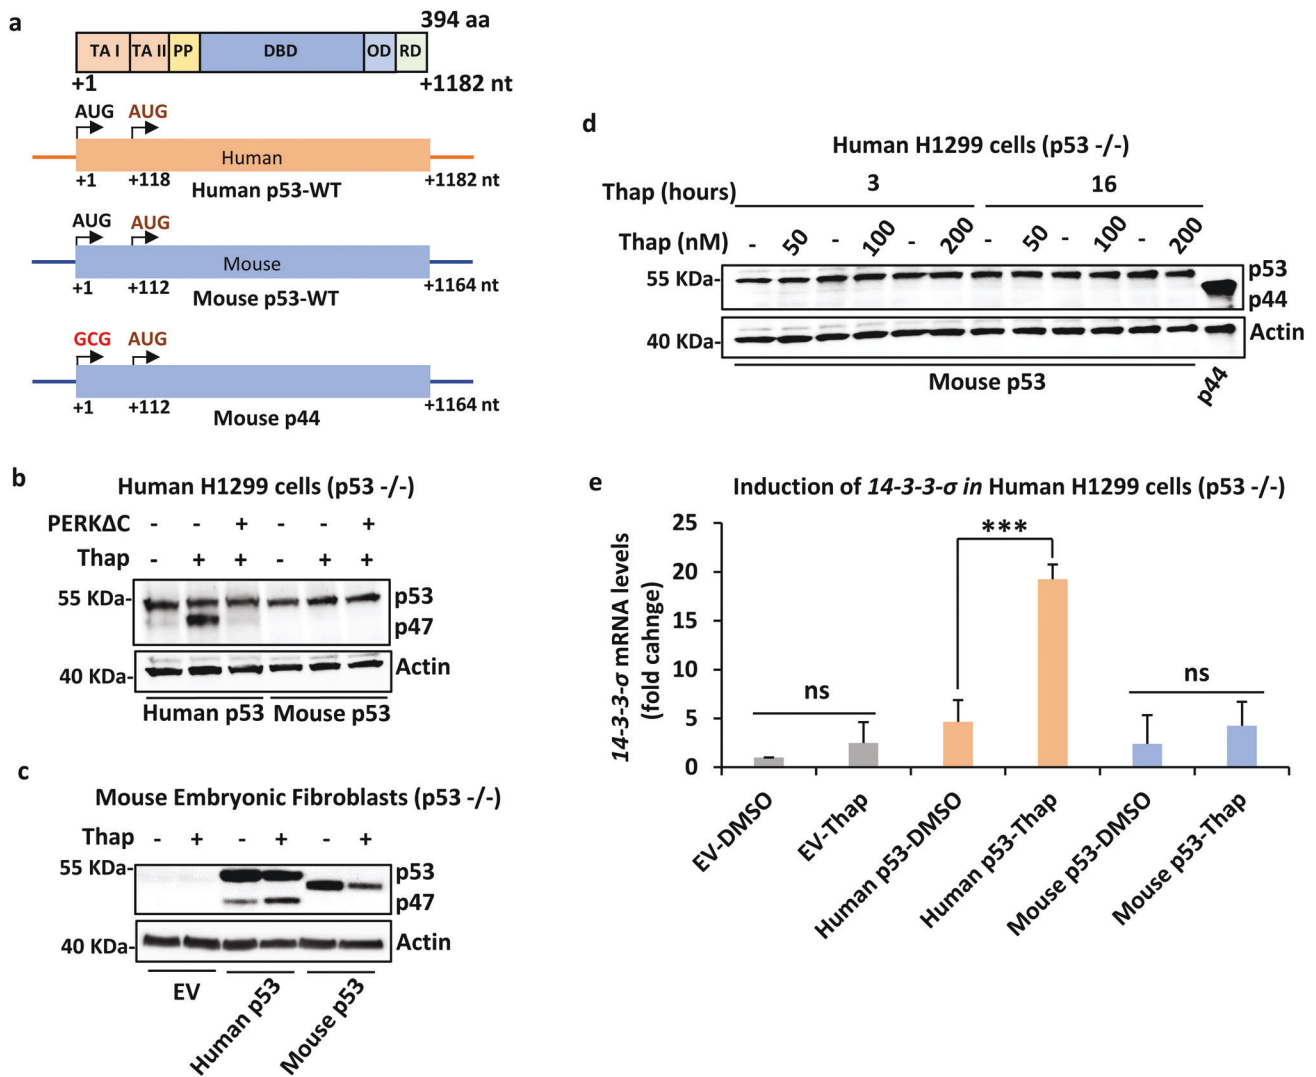 a
394 aa
TA I TA II PP DBD OD RD
+1 +1182 nt
AUG AUG
Human
+1 +118 +1182 nt
Human p53-WT
AUG AUG
Mouse
+1 +112 +1164 nt
Mouse p53-WT
GCG AUG
+1 +112 +1164 nt
Mouse p44
b
Human H1299 cells (p53 -/-)
PERKΔC - - + - - +
Thap - + + - + +
55 KDa- p53
p47
40 KDa- Actin
Human p53 Mouse p53
c
Mouse Embryonic Fibroblasts (p53 -/-)
Thap - + - + - +
55 KDa- p53
p47
40 KDa- Actin
EV Human p53 Mouse p53
d
Human H1299 cells (p53 -/-)
Thap (hours) 3 16
Thap (nM) - 50 - 100 - 200 - 50 - 100 - 200
55 KDa- p53
p44
40 KDa- Actin
Mouse p53 p44
e
Induction of 14-3-3-σ in Human H1299 cells (p53 -/-)
14-3-3-σ mRNA levels
(fold cahnge)
25
20
15
10
5
0
ns *** ns
EV-DMSO EV-Thap Human p53-DMSO Human p53-Thap Mouse p53-DMSO Mouse p53-Thap